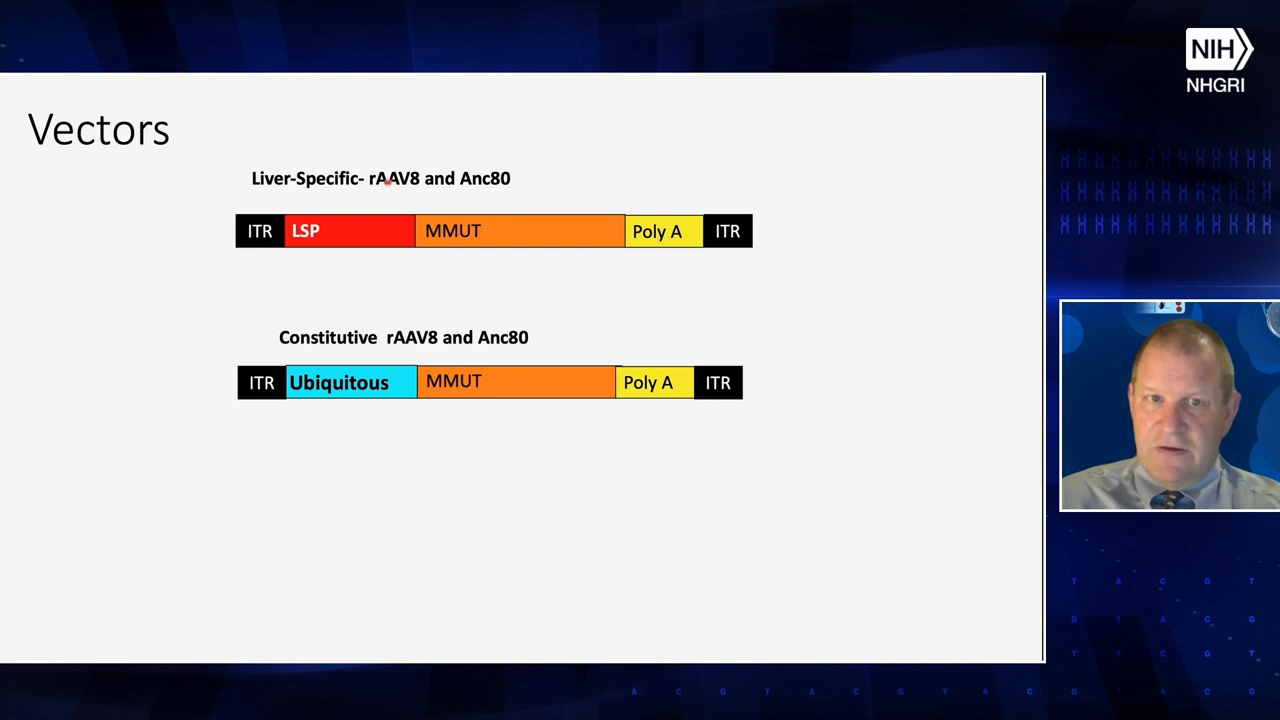 NIH
NHGRI
Vectors
Liver-Specific- rAAV8 and Anc80
ITR LSP MMUT Poly A ITR
Constitutive rAAV8 and Anc80
ITR Ubiquitous MMUT Poly A ITR
T A C G T
G T A C G
T A C G T
A C G T A C G T A C G T A C G